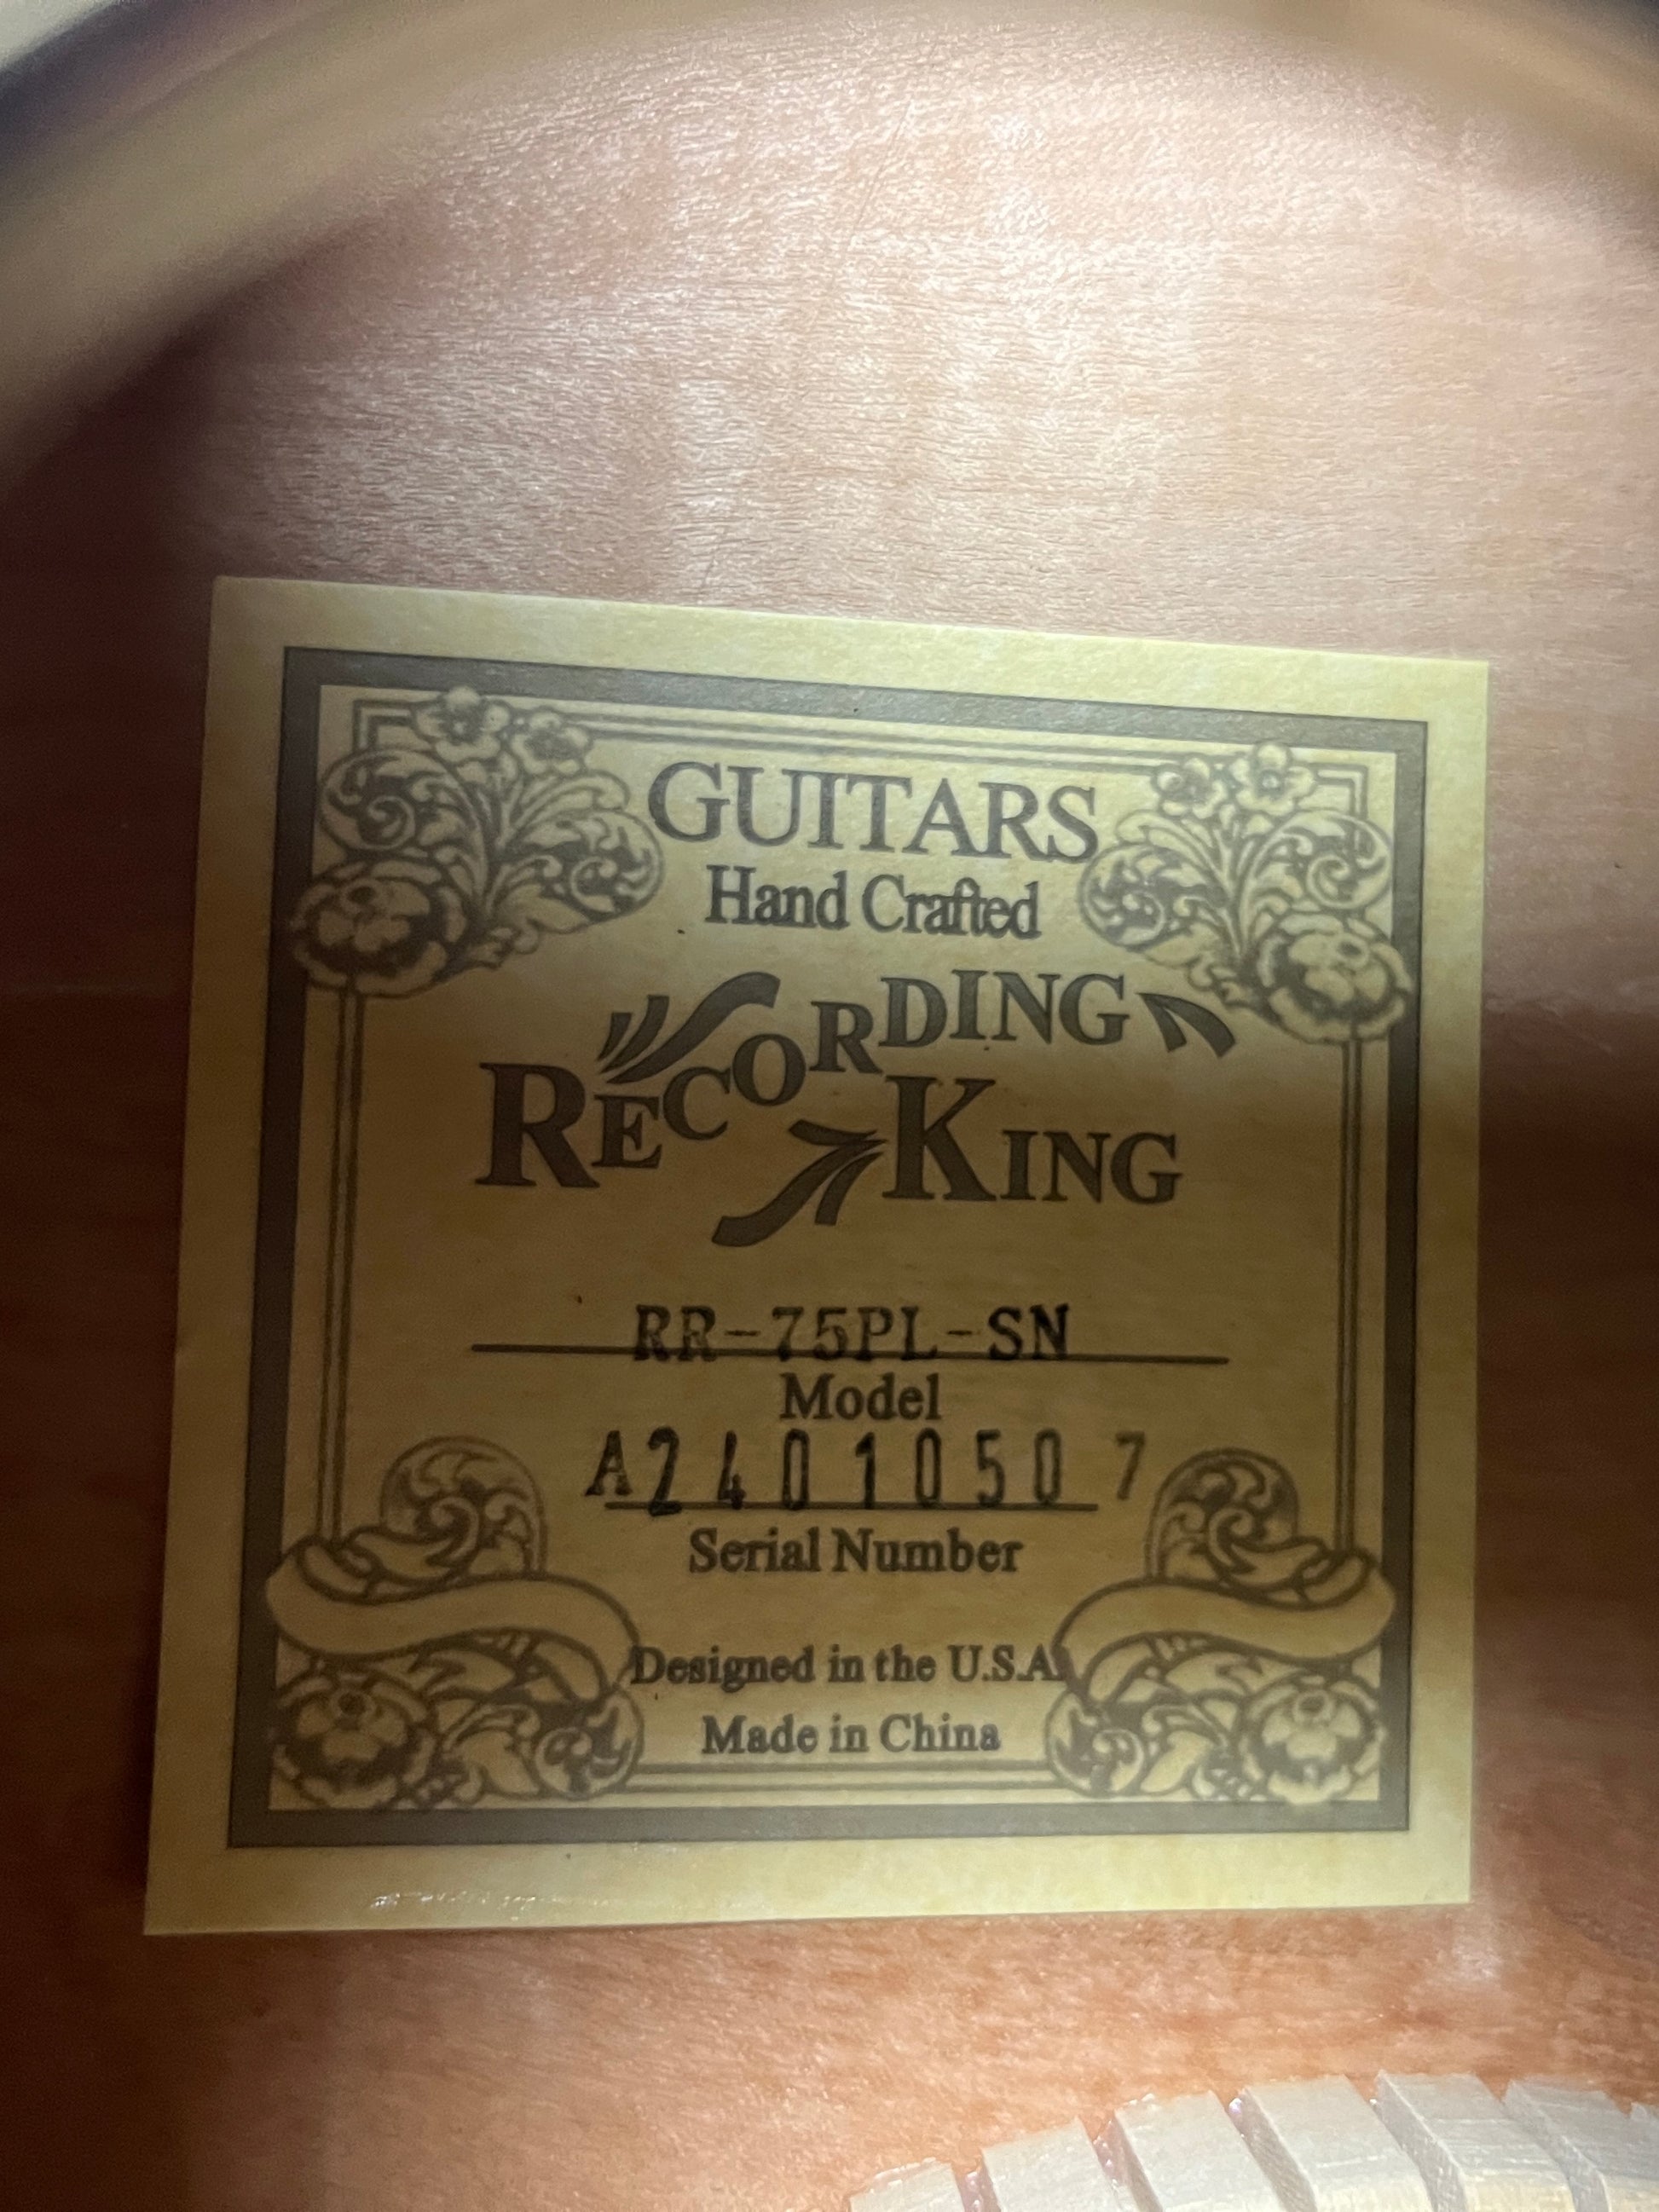 GUITARS
Hand Crafted
RECORDING
KING
RR-75PL-SN
Model
A24010507
Serial Number
Designed in the U.S.A.
Made in China